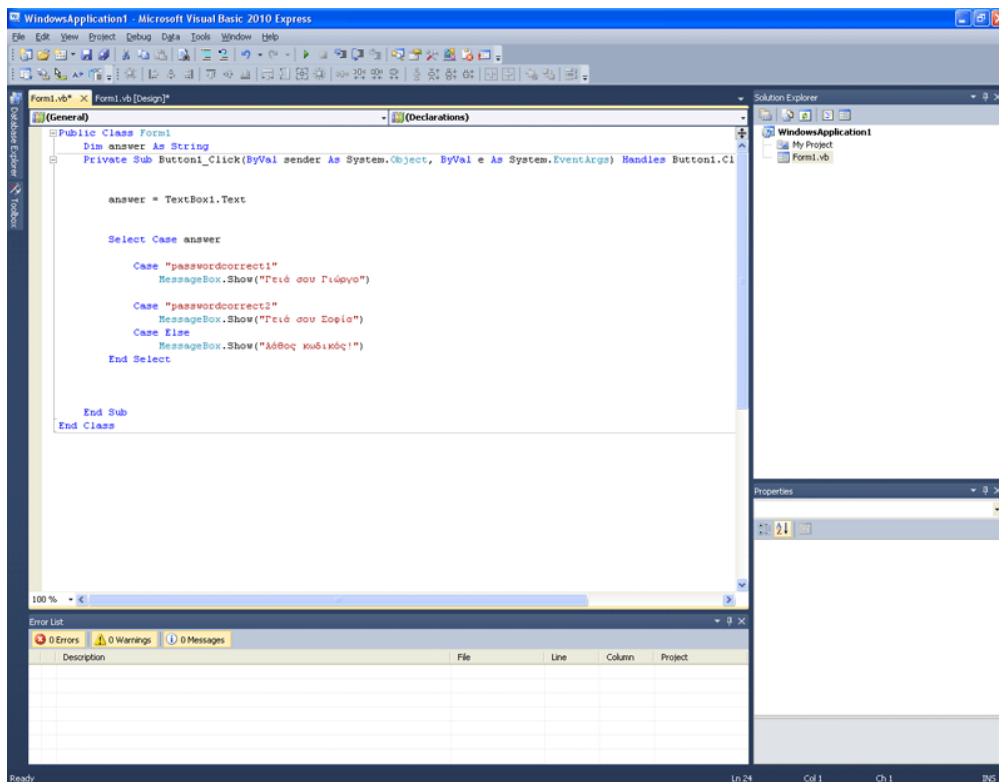 WindowsApplication1 - Microsoft Visual Basic 2010 Express
File Edit View Project Debug Data Tools Window Help
Form1.vb* Form1.vb [Design]*
(General) (Declarations)
Database Explorer
Toolbox
Public Class Form1
Dim answer As String
Private Sub Button1_Click(ByVal sender As System.Object, ByVal e As System.EventArgs) Handles Button1.Cl
answer = TextBox1.Text
Select Case answer
Case "passwordcorrect1"
MessageBox.Show("Γειά σου Γιώργο")
Case "passwordcorrect2"
MessageBox.Show("Γειά σου Σοφία")
Case Else
MessageBox.Show("Λάθος κωδικός!")
End Select
End Sub
End Class
100 %
Solution Explorer
WindowsApplication1
My Project
Form1.vb
Properties
Error List
0 Errors 0 Warnings 0 Messages
Description File Line Column Project
Ready Ln 24 Col 1 Ch 1 INS